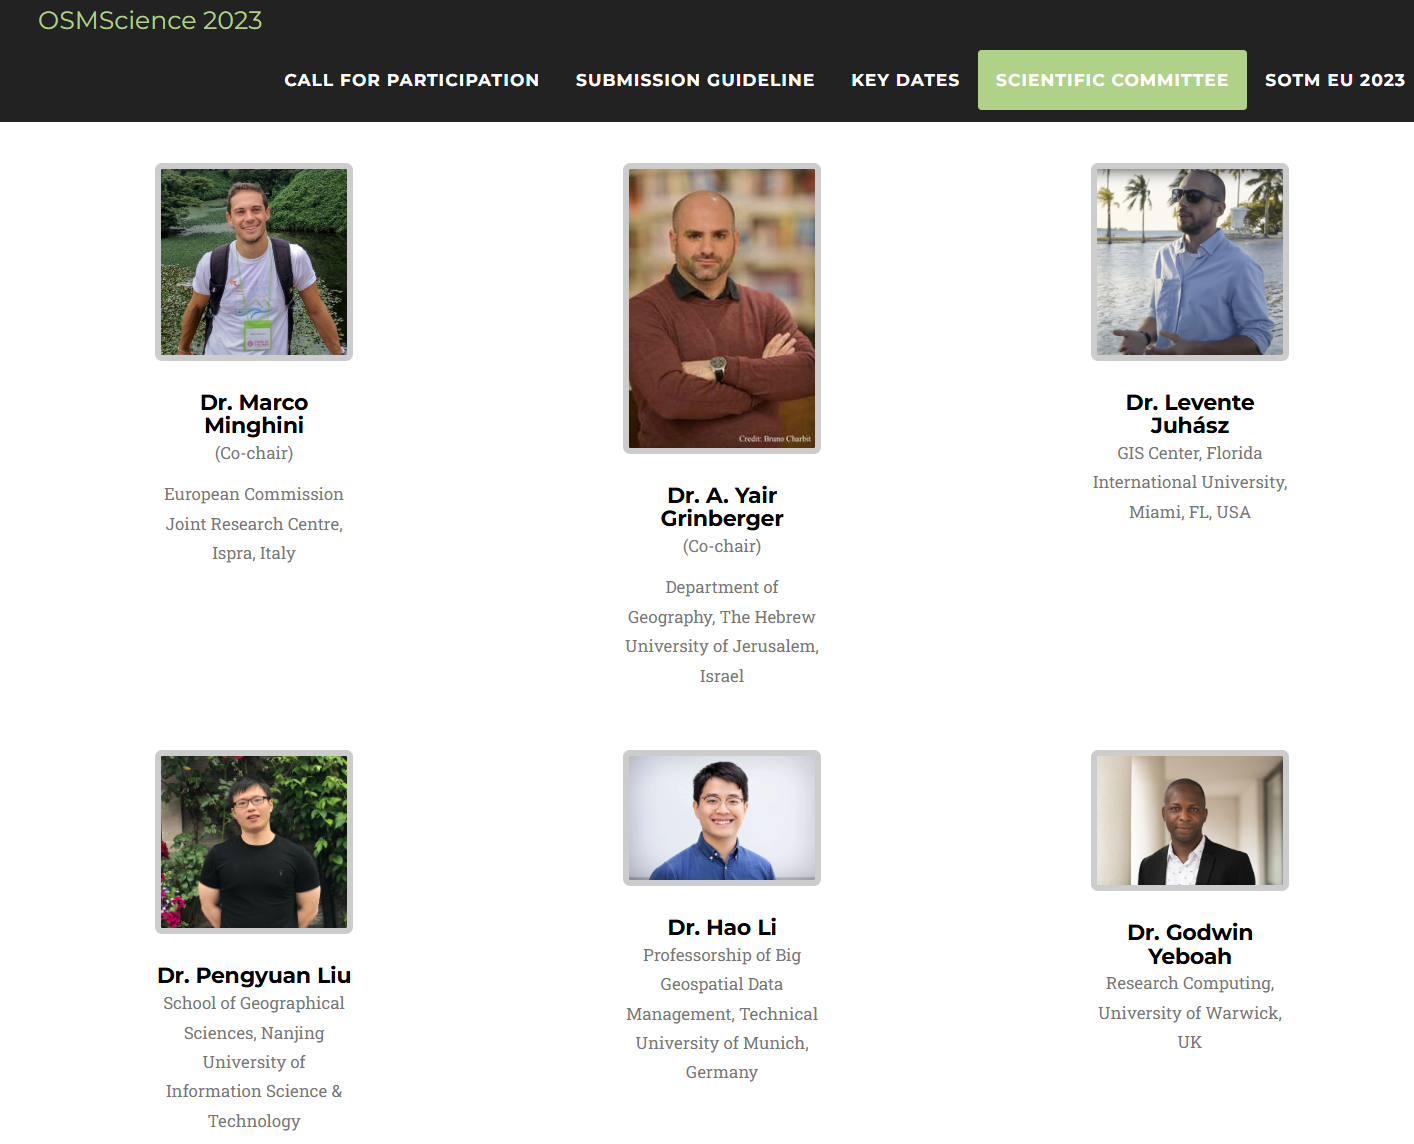 OSMScience 2023
CALL FOR PARTICIPATION
SUBMISSION GUIDELINE
KEY DATES
SCIENTIFIC COMMITTEE
SOTM EU 2023
Dr. Marco
Minghini
(Co-chair)
European Commission
Joint Research Centre,
Ispra, Italy
Credit: Bruno Charbit
Dr. A. Yair
Grinberger
(Co-chair)
Department of
Geography, The Hebrew
University of Jerusalem,
Israel
Dr. Levente
Juhász
GIS Center, Florida
International University,
Miami, FL, USA
Dr. Pengyuan Liu
School of Geographical
Sciences, Nanjing
University of
Information Science &
Technology
Dr. Hao Li
Professorship of Big
Geospatial Data
Management, Technical
University of Munich,
Germany
Dr. Godwin
Yeboah
Research Computing,
University of Warwick,
UK